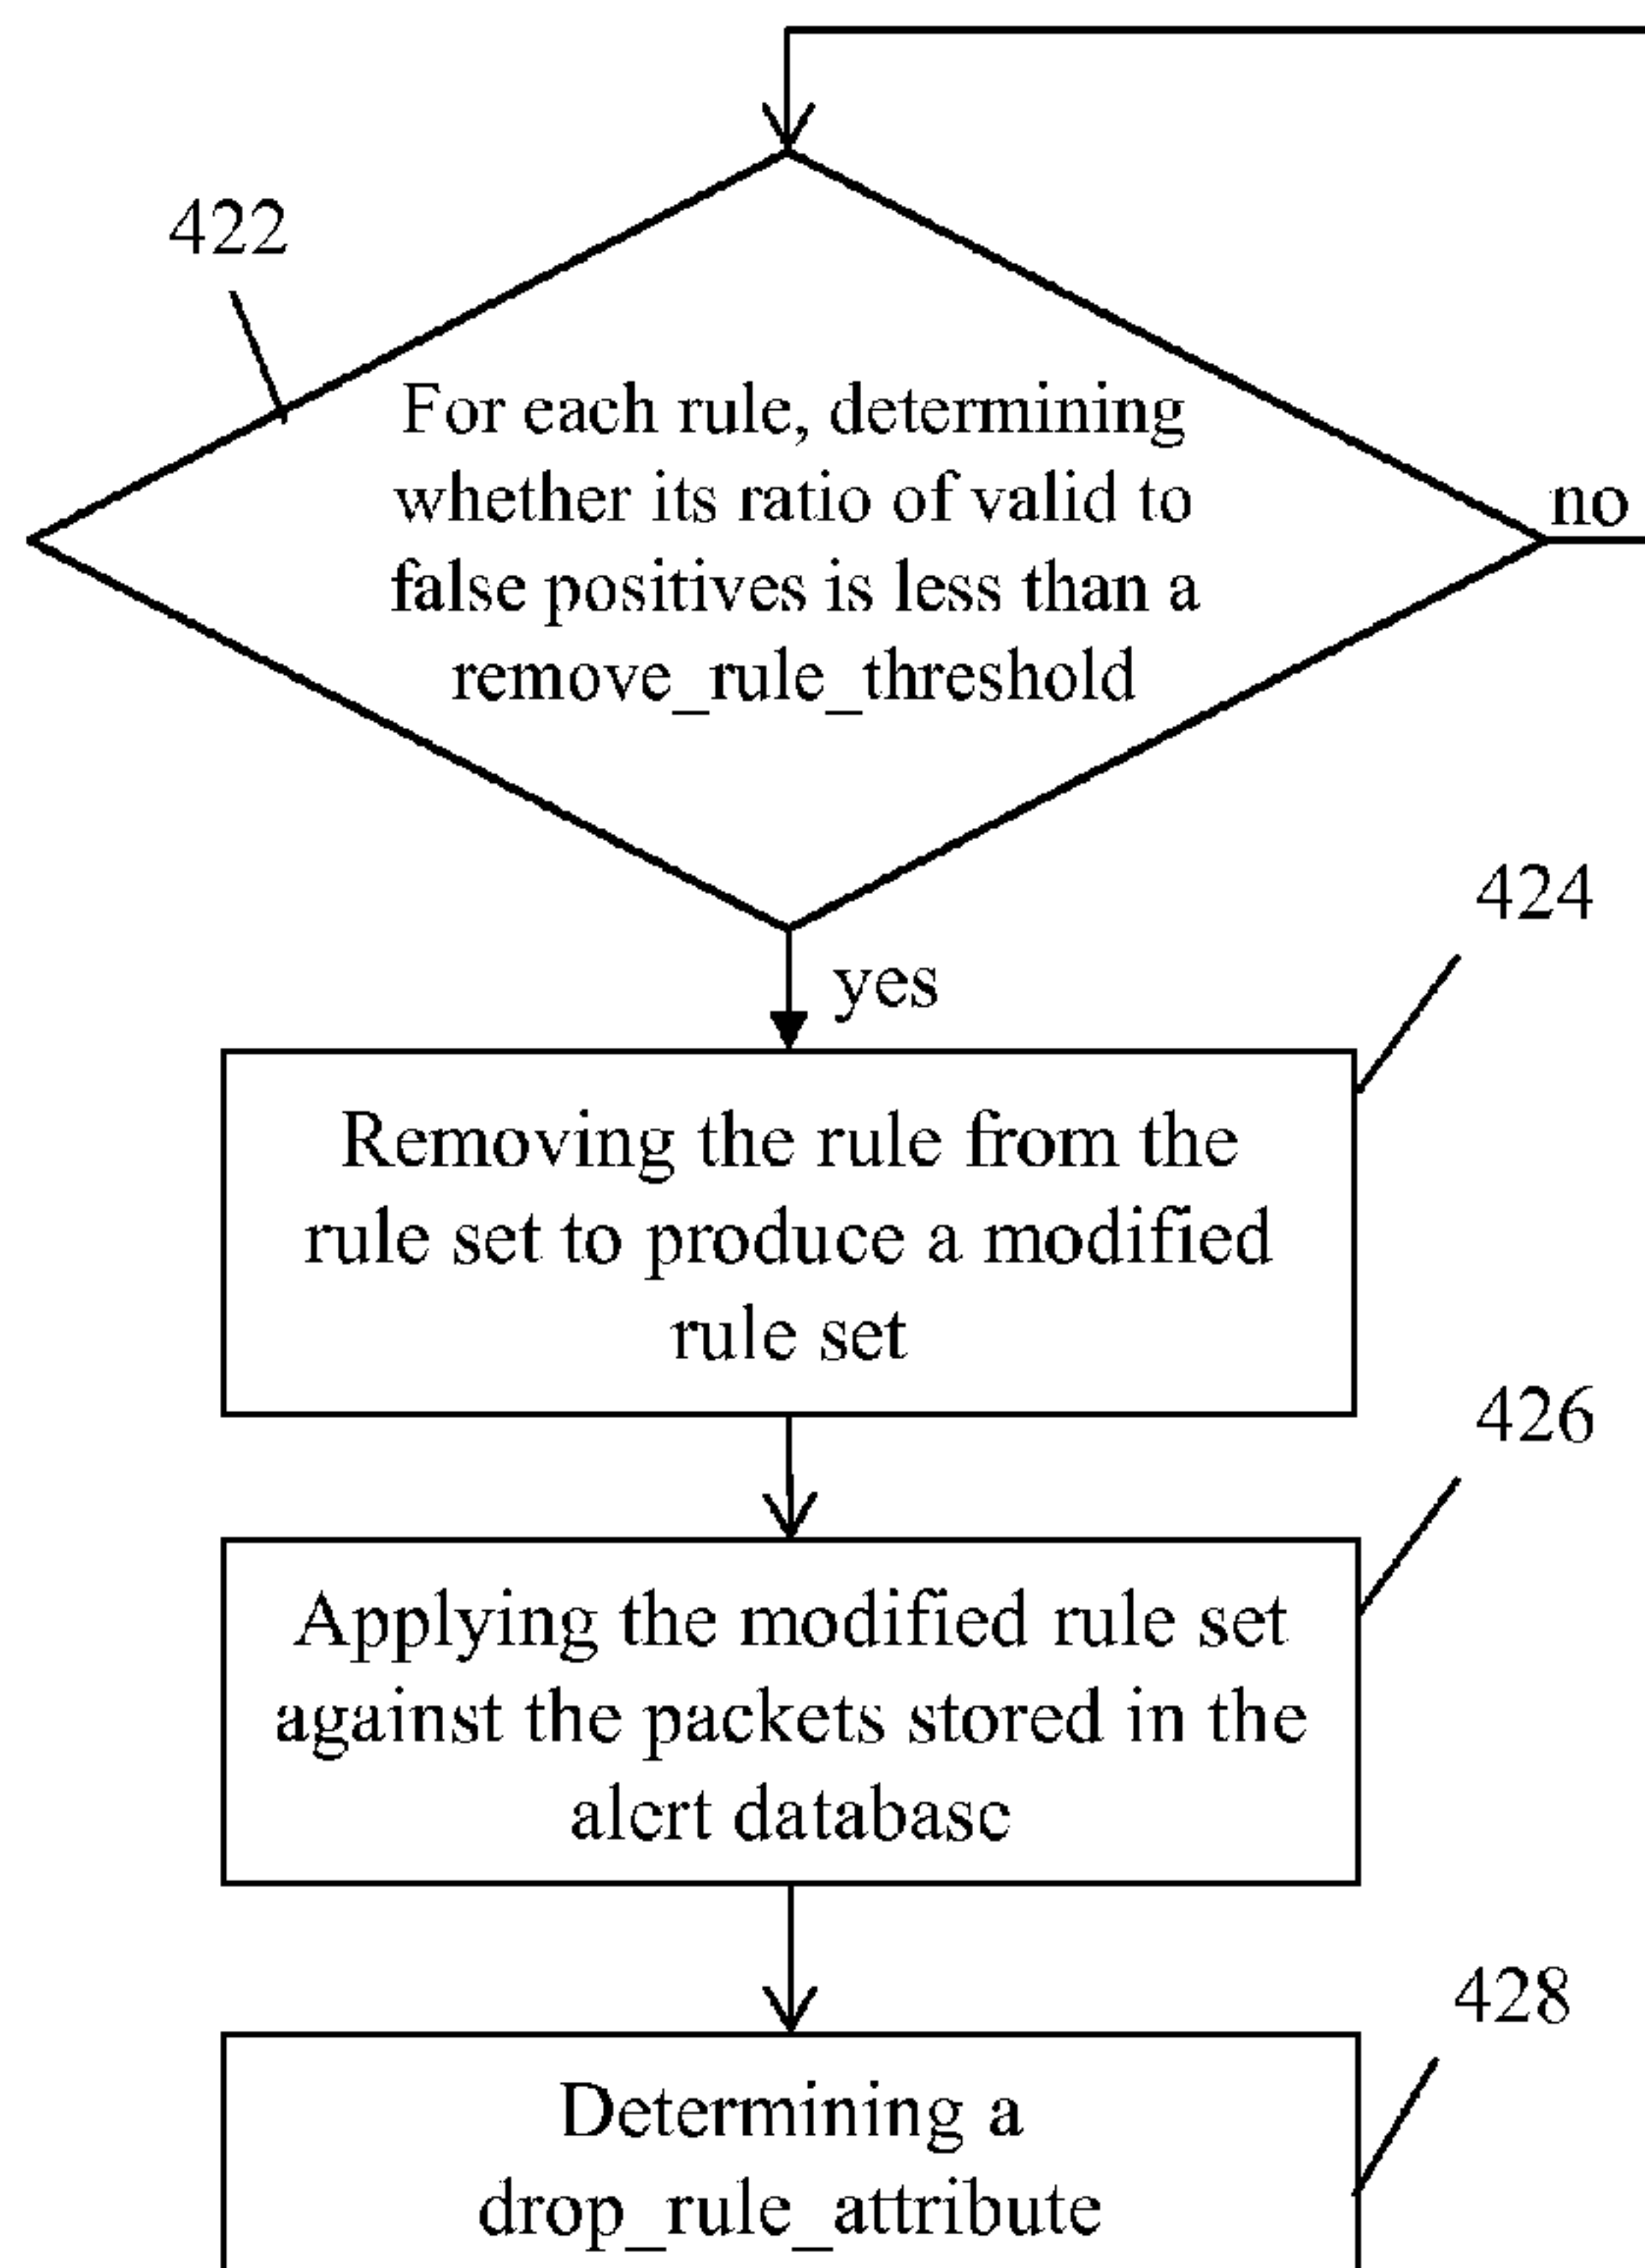 422
For each rule, determining
whether its ratio of valid to
false positives is less than a
remove_rule_threshold
no
yes
424
Removing the rule from the
rule set to produce a modified
rule set
426
Applying the modified rule set
against the packets stored in the
alert database
428
Determining a
drop_rule_attribute